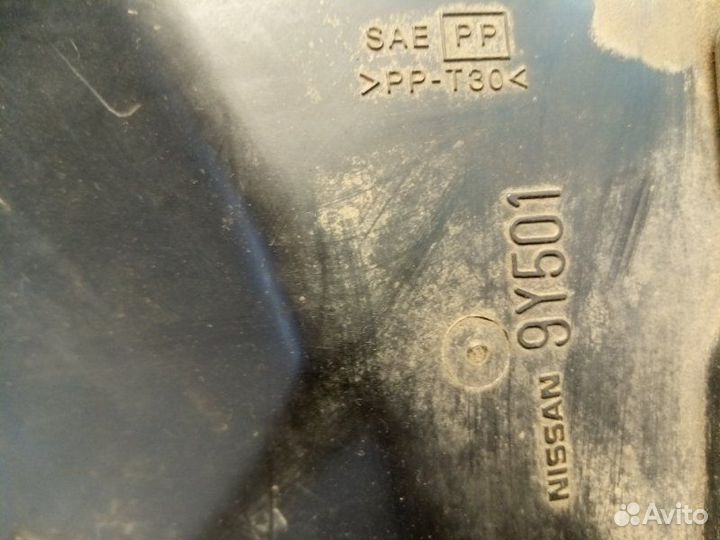 SAE PP
>PP-T30<
NISSAN 9Y501
Avito